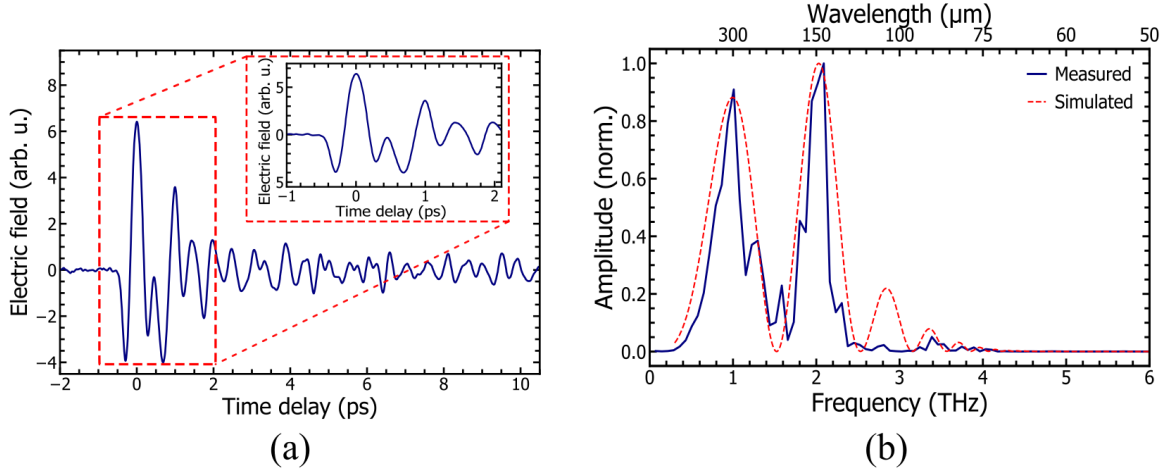 Electric field (arb. u.)
8
6
4
2
0
−2
−4
−2 0 2 4 6 8 10
Time delay (ps)
Electric field (arb. u.)
5
0
5
−1 0 1 2
Time delay (ps)
(a)
Wavelength (μm)
300 150 100 75 60 50
Amplitude (norm.)
1.0
0.8
0.6
0.4
0.2
0.0
Measured
Simulated
0 1 2 3 4 5 6
Frequency (THz)
(b)